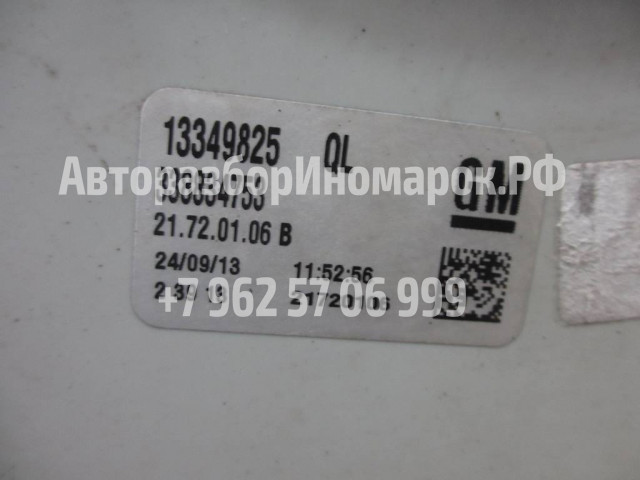 13349825 QL
АвторазборИномарок.РФ
GM
21.72.01.06 B
24/09/13 11:52:56
+7 962 57 06 999
21720106